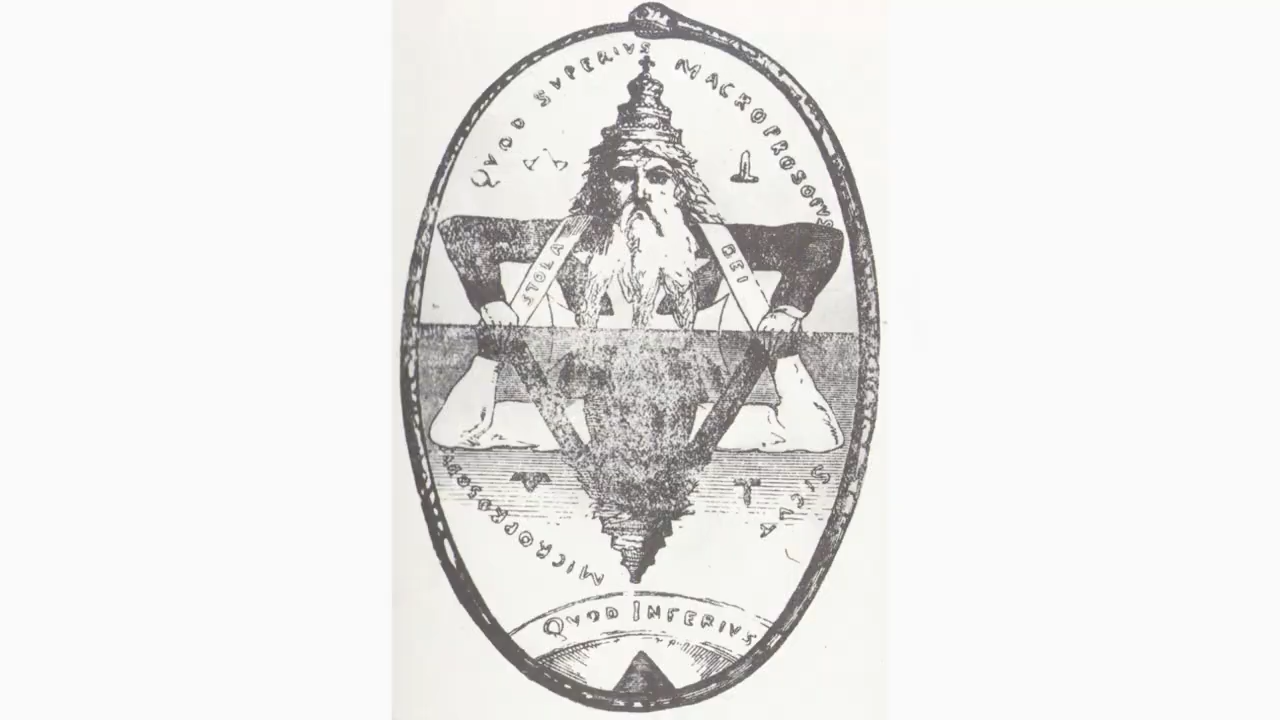 QVOD SVPERIVS
MACROPROSOPVS
STOLA
DEI
MICROPROSOPVS
QVOD INFERIVS